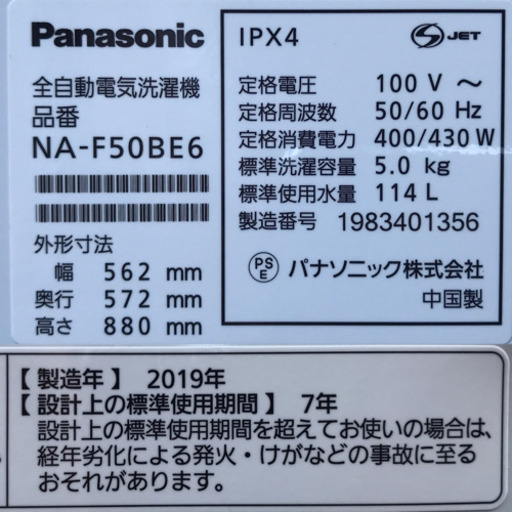 Panasonic
全自動電気洗濯機
品番
NA-F50BE6
外形寸法
幅 562 mm
奥行 572 mm
高さ 880 mm
IPX4
S JET
定格電圧 100 V ～
定格周波数 50/60 Hz
定格消費電力 400/430 W
標準洗濯容量 5.0 kg
標準使用水量 114 L
製造番号 1983401356
PSE パナソニック株式会社
中国製
【 製造年 】 2019年
【 設計上の標準使用期間 】 7年
設計上の標準使用期間を超えてお使いの場合は、
経年劣化による発火・けがなどの事故に至る
おそれがあります。